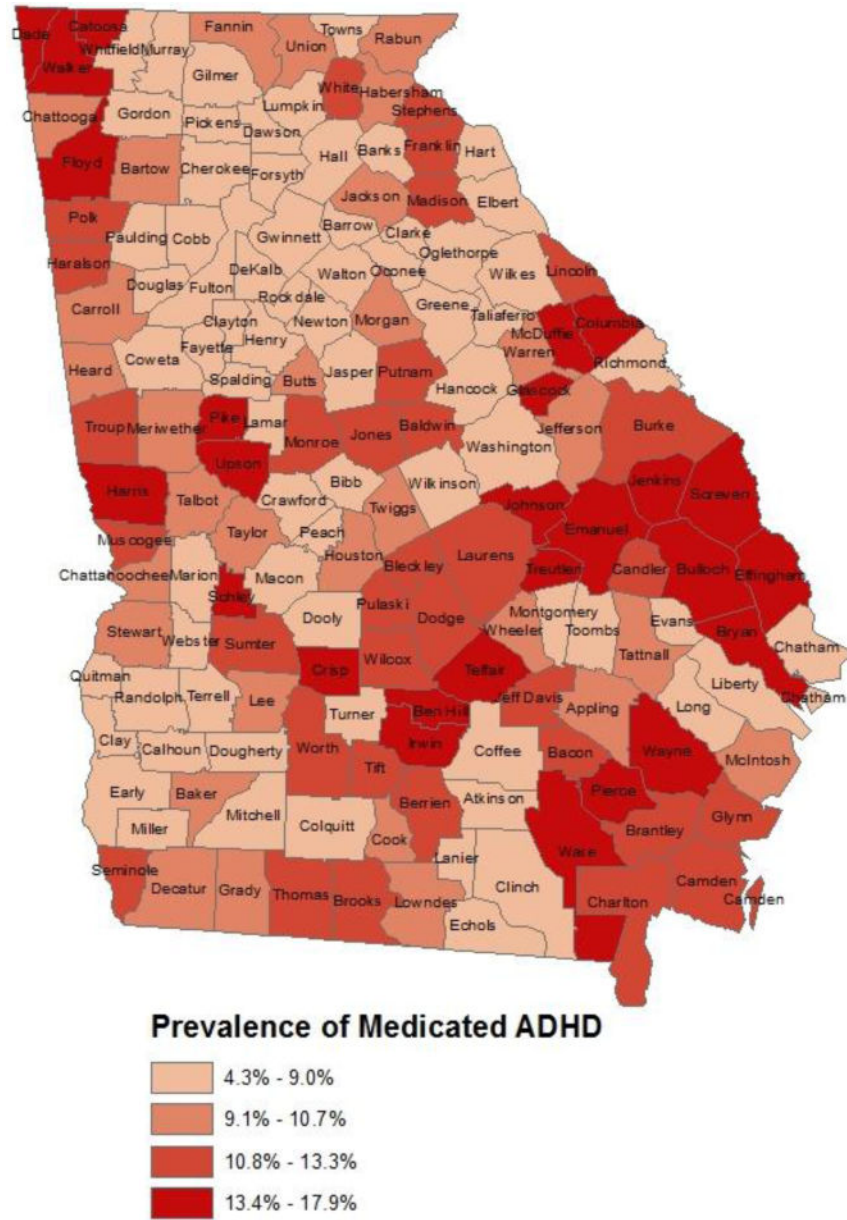 Dade
Catoosa
Fannin
Towns
Rabun
Union
Whitfield
Murray
Walker
Gilmer
White
Habersham
Lumpkin
Stephens
Chattooga
Gordon
Pickens
Dawson
Banks
Franklin
Hart
Hall
Floyd
Bartow
Cherokee
Forsyth
Jackson
Madison
Elbert
Polk
Paulding
Cobb
Gwinnett
Barrow
Clarke
Oglethorpe
Haralson
DeKalb
Walton
Oconee
Wilkes
Lincoln
Douglas
Fulton
Rockdale
Greene
Taliaferro
Columbia
Carroll
Clayton
Newton
Morgan
McDuffie
Henry
Warren
Richmond
Coweta
Fayette
Heard
Spalding
Butts
Jasper
Putnam
Hancock
Glascock
Troup
Meriwether
Pike
Lamar
Monroe
Jones
Baldwin
Jefferson
Burke
Washington
Upson
Harris
Bibb
Wilkinson
Jenkins
Screven
Talbot
Crawford
Twiggs
Johnson
Emanuel
Muscogee
Taylor
Peach
Houston
Laurens
Bleckley
Treutlen
Candler
Bulloch
Effingham
Chattahoochee
Marion
Macon
Schley
Pulaski
Dooly
Dodge
Montgomery
Evans
Stewart
Webster
Sumter
Wheeler
Toombs
Bryan
Chatham
Crisp
Wilcox
Telfair
Tattnall
Quitman
Randolph
Terrell
Lee
Turner
Ben Hill
Jeff Davis
Appling
Liberty
Long
Chatham
Clay
Calhoun
Dougherty
Worth
Irwin
Coffee
Bacon
Wayne
McIntosh
Tift
Early
Baker
Mitchell
Berrien
Atkinson
Pierce
Miller
Colquitt
Cook
Brantley
Glynn
Lanier
Ware
Seminole
Decatur
Grady
Thomas
Brooks
Lowndes
Clinch
Charlton
Camden
Camden
Echols
Prevalence of Medicated ADHD
4.3% - 9.0%
9.1% - 10.7%
10.8% - 13.3%
13.4% - 17.9%